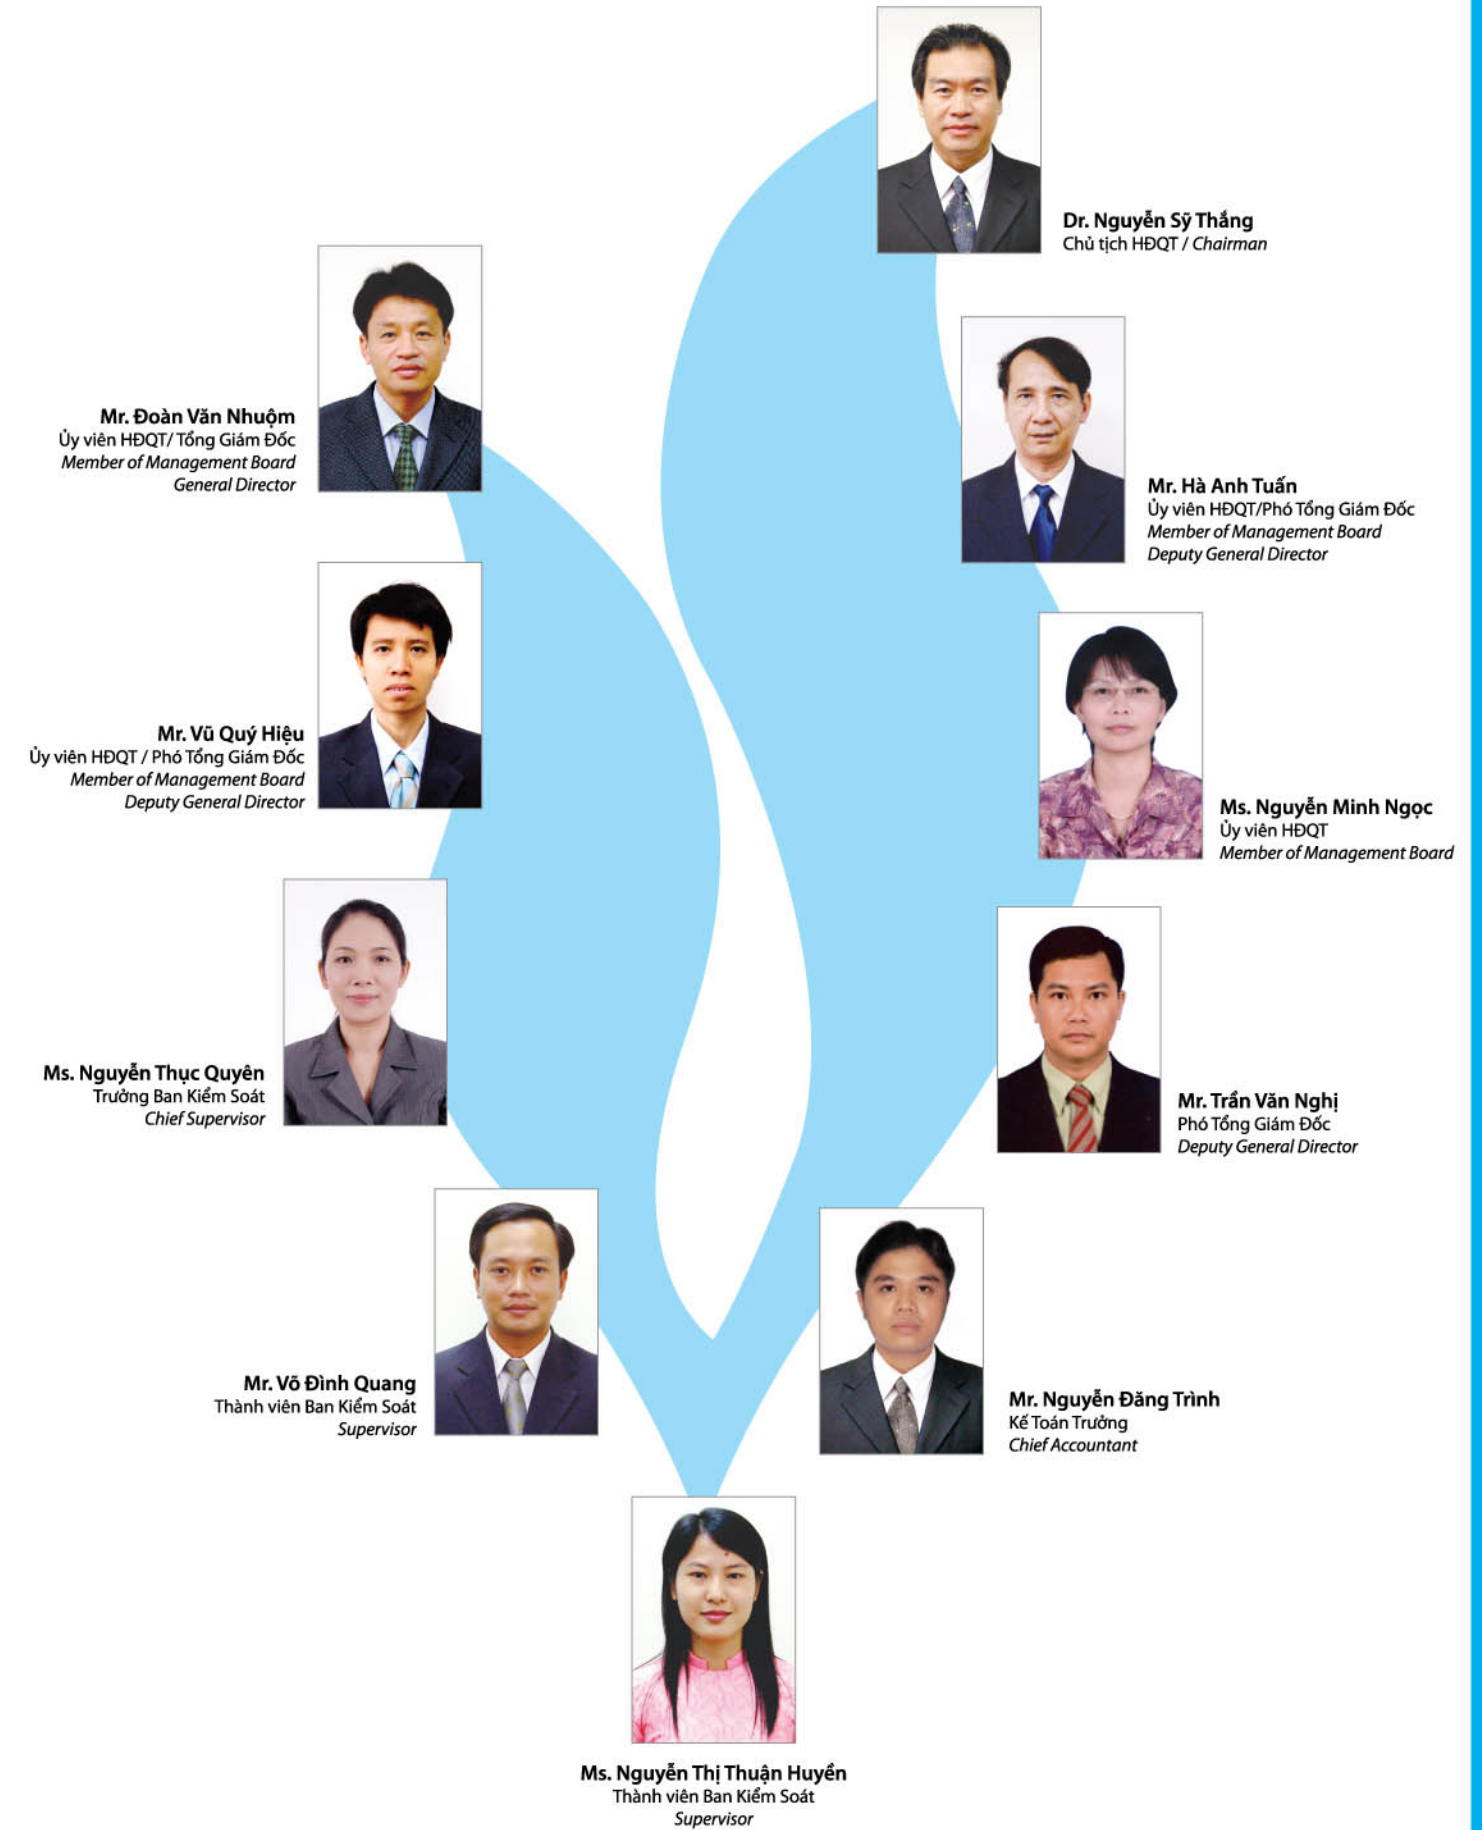 Dr. Nguyễn Sỹ Thắng
Chủ tịch HĐQT / Chairman
Mr. Đoàn Văn Nhuộm
Ủy viên HĐQT/ Tổng Giám Đốc
Member of Management Board
General Director
Mr. Hà Anh Tuấn
Ủy viên HĐQT/Phó Tổng Giám Đốc
Member of Management Board
Deputy General Director
Mr. Vũ Quý Hiệu
Ủy viên HĐQT / Phó Tổng Giám Đốc
Member of Management Board
Deputy General Director
Ms. Nguyễn Minh Ngọc
Ủy viên HĐQT
Member of Management Board
Ms. Nguyễn Thục Quyên
Trưởng Ban Kiểm Soát
Chief Supervisor
Mr. Trần Văn Nghị
Phó Tổng Giám Đốc
Deputy General Director
Mr. Võ Đình Quang
Thành viên Ban Kiểm Soát
Supervisor
Mr. Nguyễn Đăng Trình
Kế Toán Trưởng
Chief Accountant
Ms. Nguyễn Thị Thuận Huyền
Thành viên Ban Kiểm Soát
Supervisor